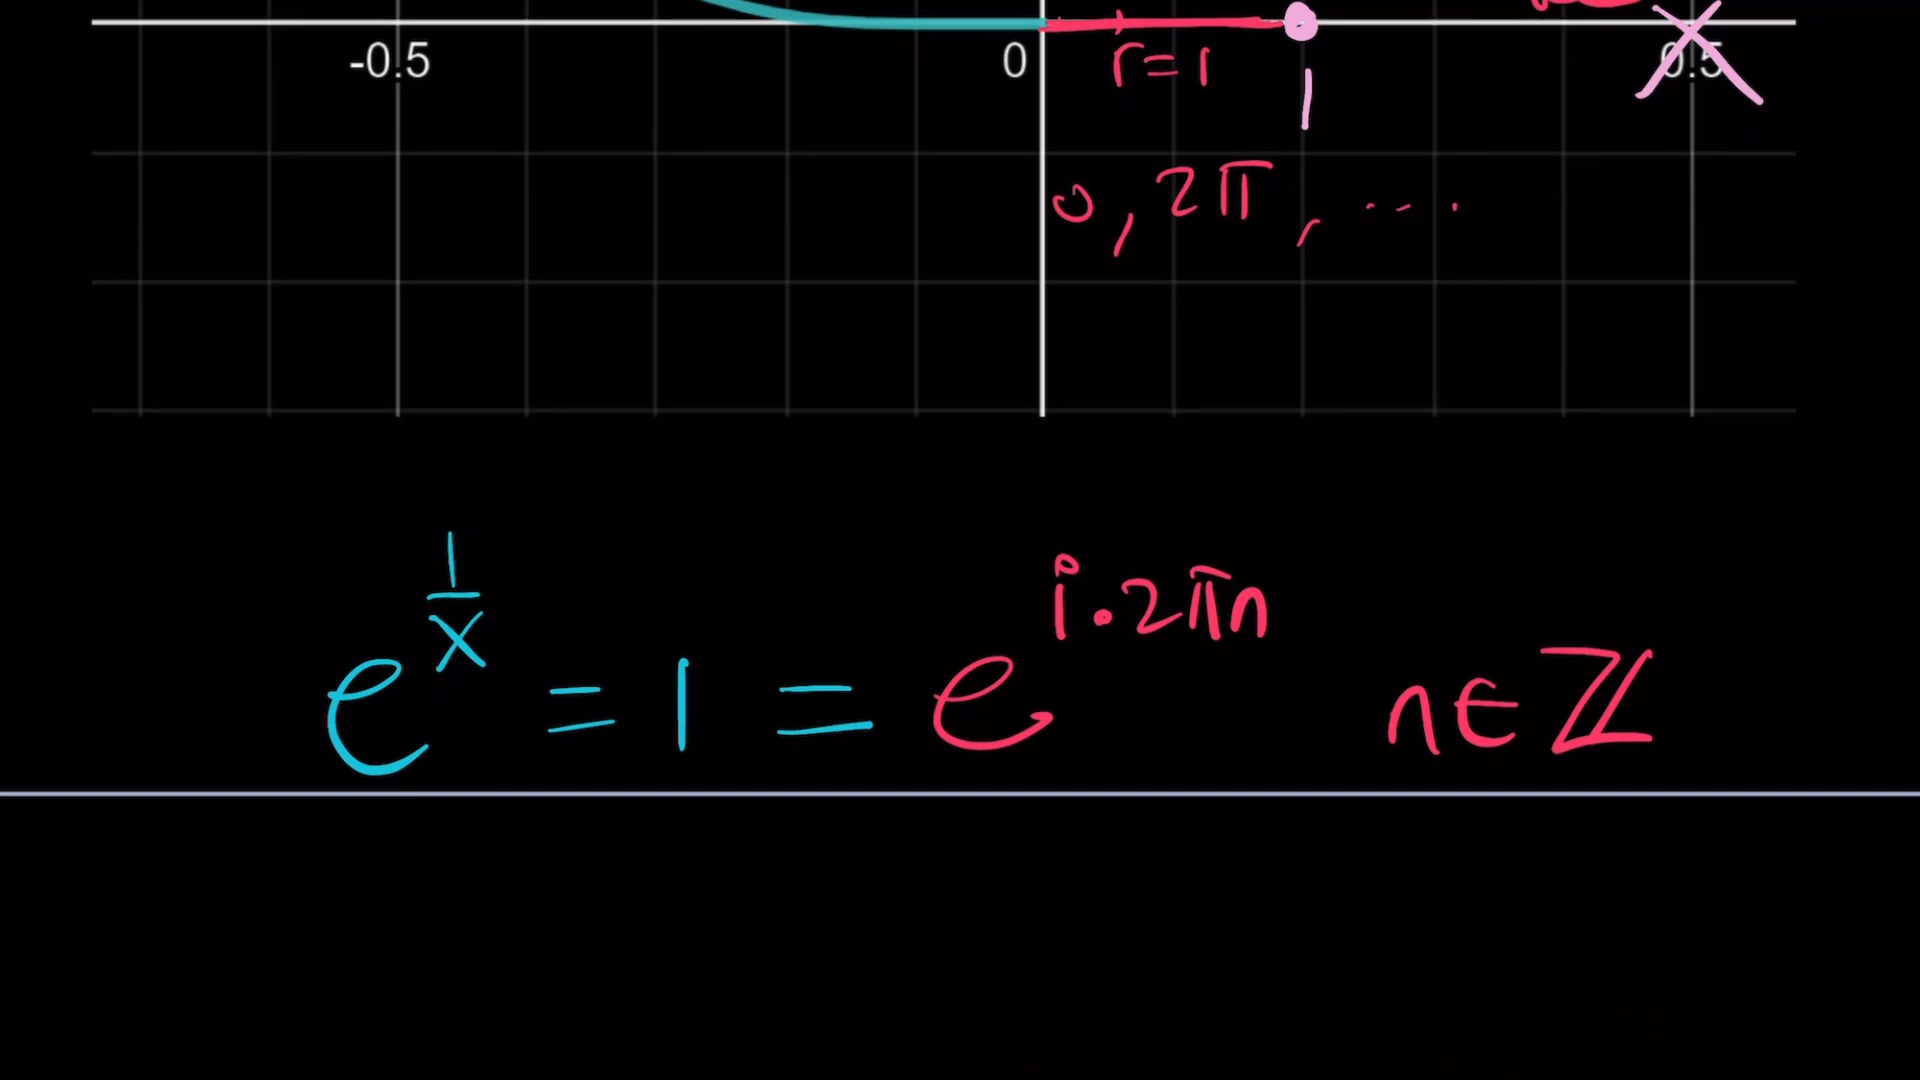 -0.5 0 r=1 0.5
1
0, 2π, ....
e^{1/x} = 1 = e^{i·2πn} n∈ℤ